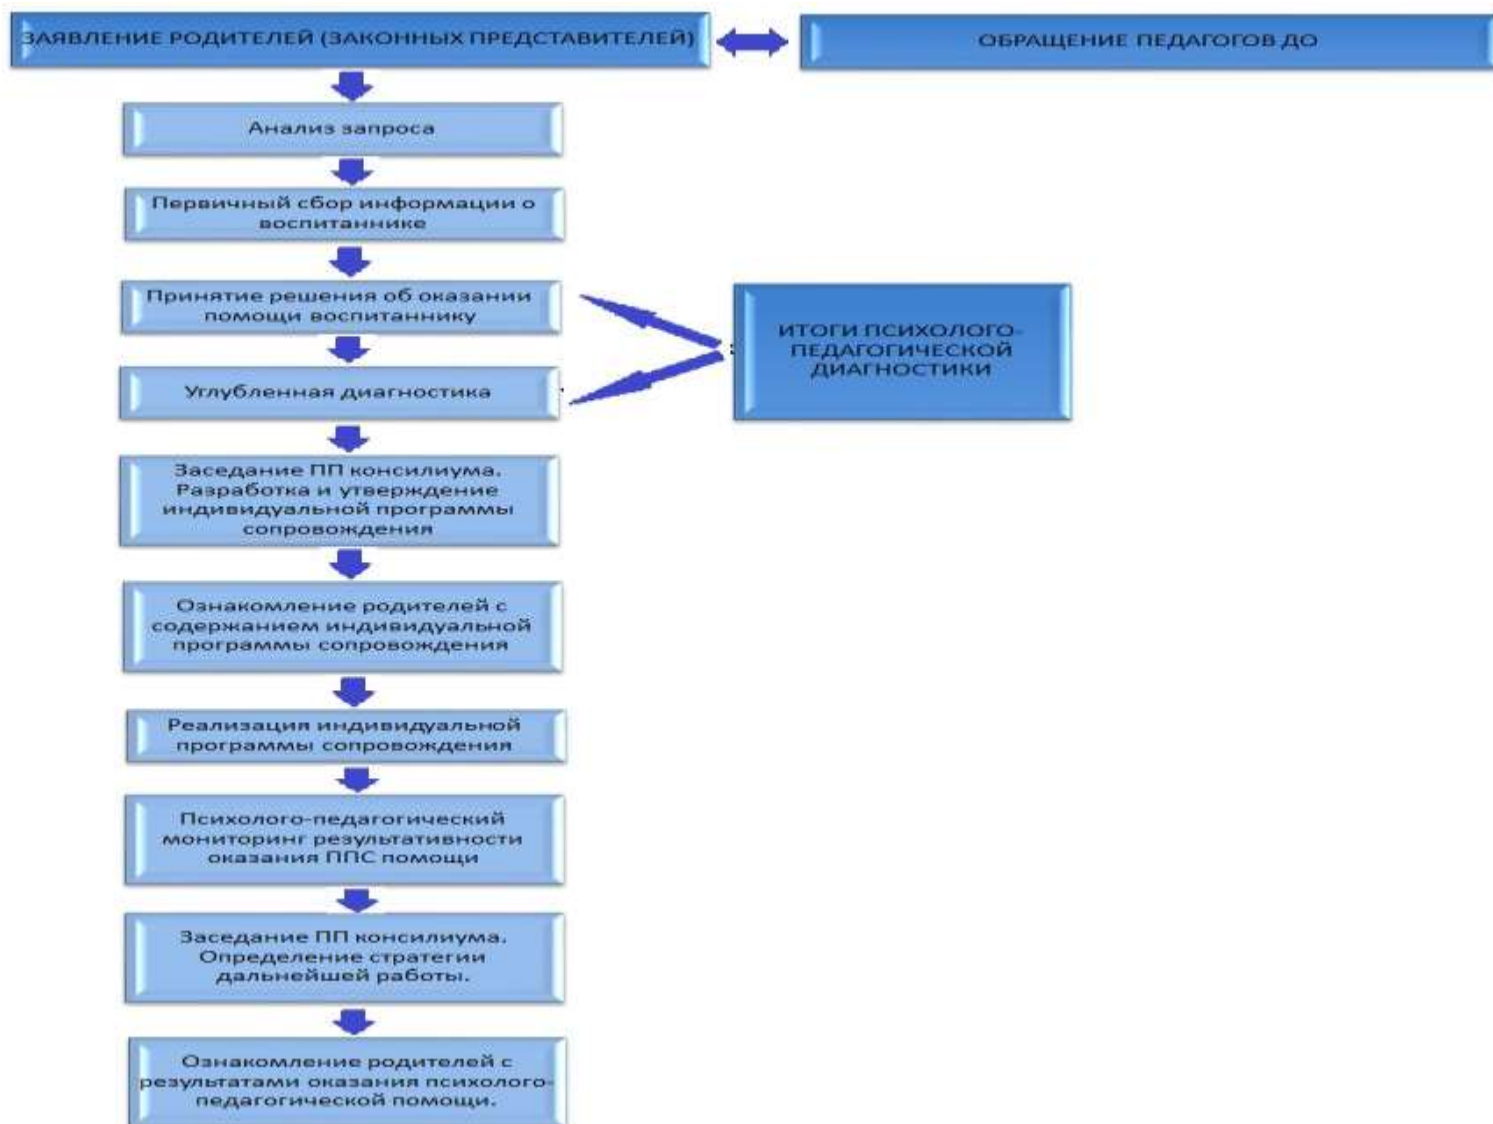 ЗАЯВЛЕНИЕ РОДИТЕЛЕЙ (ЗАКОННЫХ ПРЕДСТАВИТЕЛЕЙ)
ОБРАЩЕНИЕ ПЕДАГОГОВ ДО
Анализ запроса
Первичный сбор информации о
воспитаннике
Принятие решения об оказании
помощи воспитаннику
ИТОГИ ПСИХОЛОГО-
ПЕДАГОГИЧЕСКОЙ
ДИАГНОСТИКИ
Углубленная диагностика
Заседание ПП консилиума.
Разработка и утверждение
индивидуальной программы
сопровождения
Ознакомление родителей с
содержанием индивидуальной
программы сопровождения
Реализация индивидуальной
программы сопровождения
Психолого-педагогический
мониторинг результативности
оказания ППС помощи
Заседание ПП консилиума.
Определение стратегии
дальнейшей работы.
Ознакомление родителей с
результатами оказания психолого-
педагогической помощи.